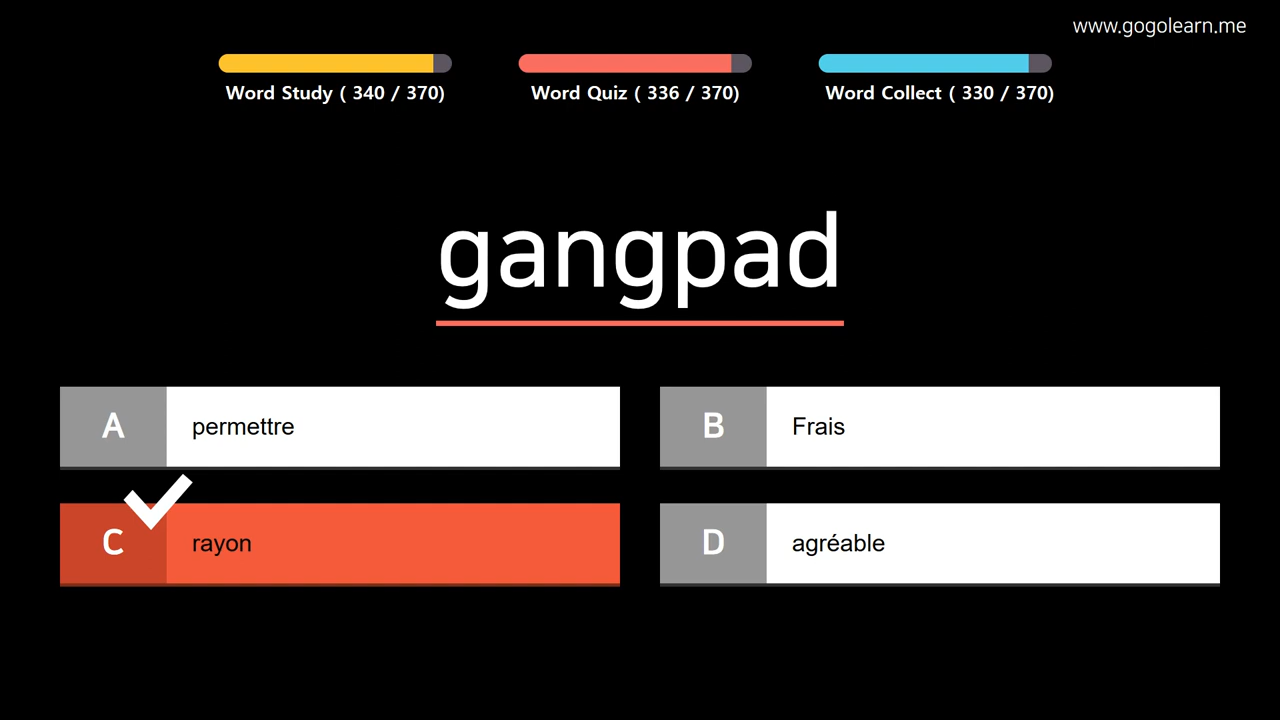 www.gogolearn.me
Word Study ( 340 / 370)
Word Quiz ( 336 / 370)
Word Collect ( 330 / 370)
gangpad
A permettre
B Frais
C rayon
D agréable